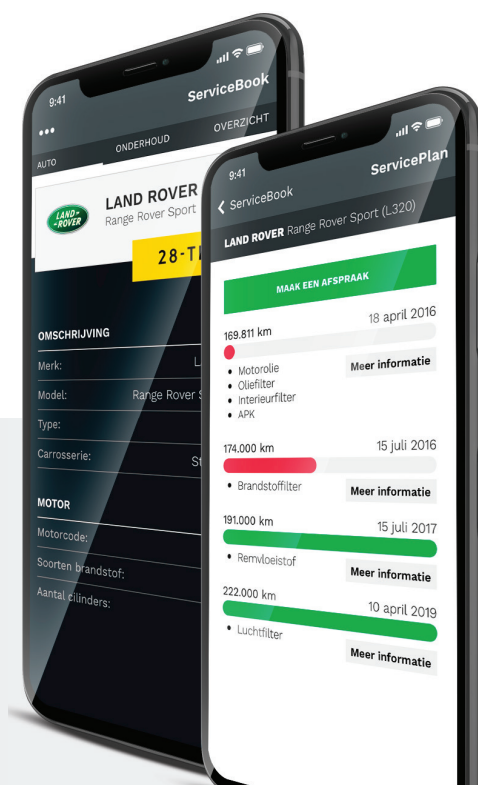 9:41
ServiceBook
AUTO
ONDERHOUD
OVERZICHT
LAND-
-ROVER
LAND ROVER
Range Rover Sport
OMSCHRIJVING
Merk:
Model:
Range Rover
Type:
Carrosserie:
MOTOR
Motorcode:
Soorten brandstof:
Aantal cilinders:
9:41
ServicePlan
ServiceBook
LAND ROVER Range Rover Sport (L320)
MAAK EEN AFSPRAAK
169.811 km
18 april 2016
• Motorolie
• Oliefilter
• Interieurfilter
• APK
Meer informatie
174.000 km
15 juli 2016
• Brandstoffilter
Meer informatie
191.000 km
15 juli 2017
• Remvloeistof
Meer informatie
222.000 km
10 april 2019
• Luchtfilter
Meer informatie